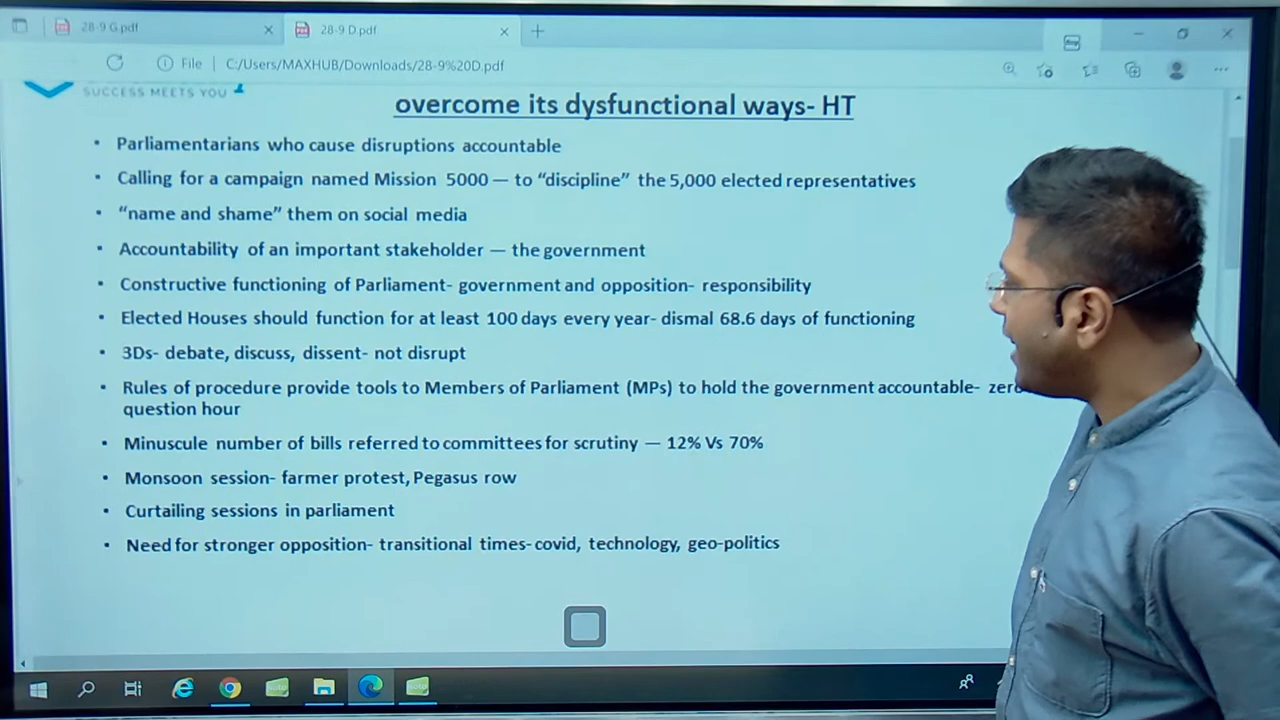 28-9 G.pdf
28-9 D.pdf
File
C:/Users/MAXHUB/Downloads/28-9%20D.pdf
SUCCESS MEETS YOU
overcome its dysfunctional ways- HT
• Parliamentarians who cause disruptions accountable
• Calling for a campaign named Mission 5000 — to “discipline” the 5,000 elected representatives
• “name and shame” them on social media
• Accountability of an important stakeholder — the government
• Constructive functioning of Parliament- government and opposition- responsibility
• Elected Houses should function for at least 100 days every year- dismal 68.6 days of functioning
• 3Ds- debate, discuss, dissent- not disrupt
• Rules of procedure provide tools to Members of Parliament (MPs) to hold the government accountable-
question hour
• Minuscule number of bills referred to committees for scrutiny — 12% Vs 70%
• Monsoon session- farmer protest, Pegasus row
• Curtailing sessions in parliament
• Need for stronger opposition- transitional times-covid, technology, geo-politics